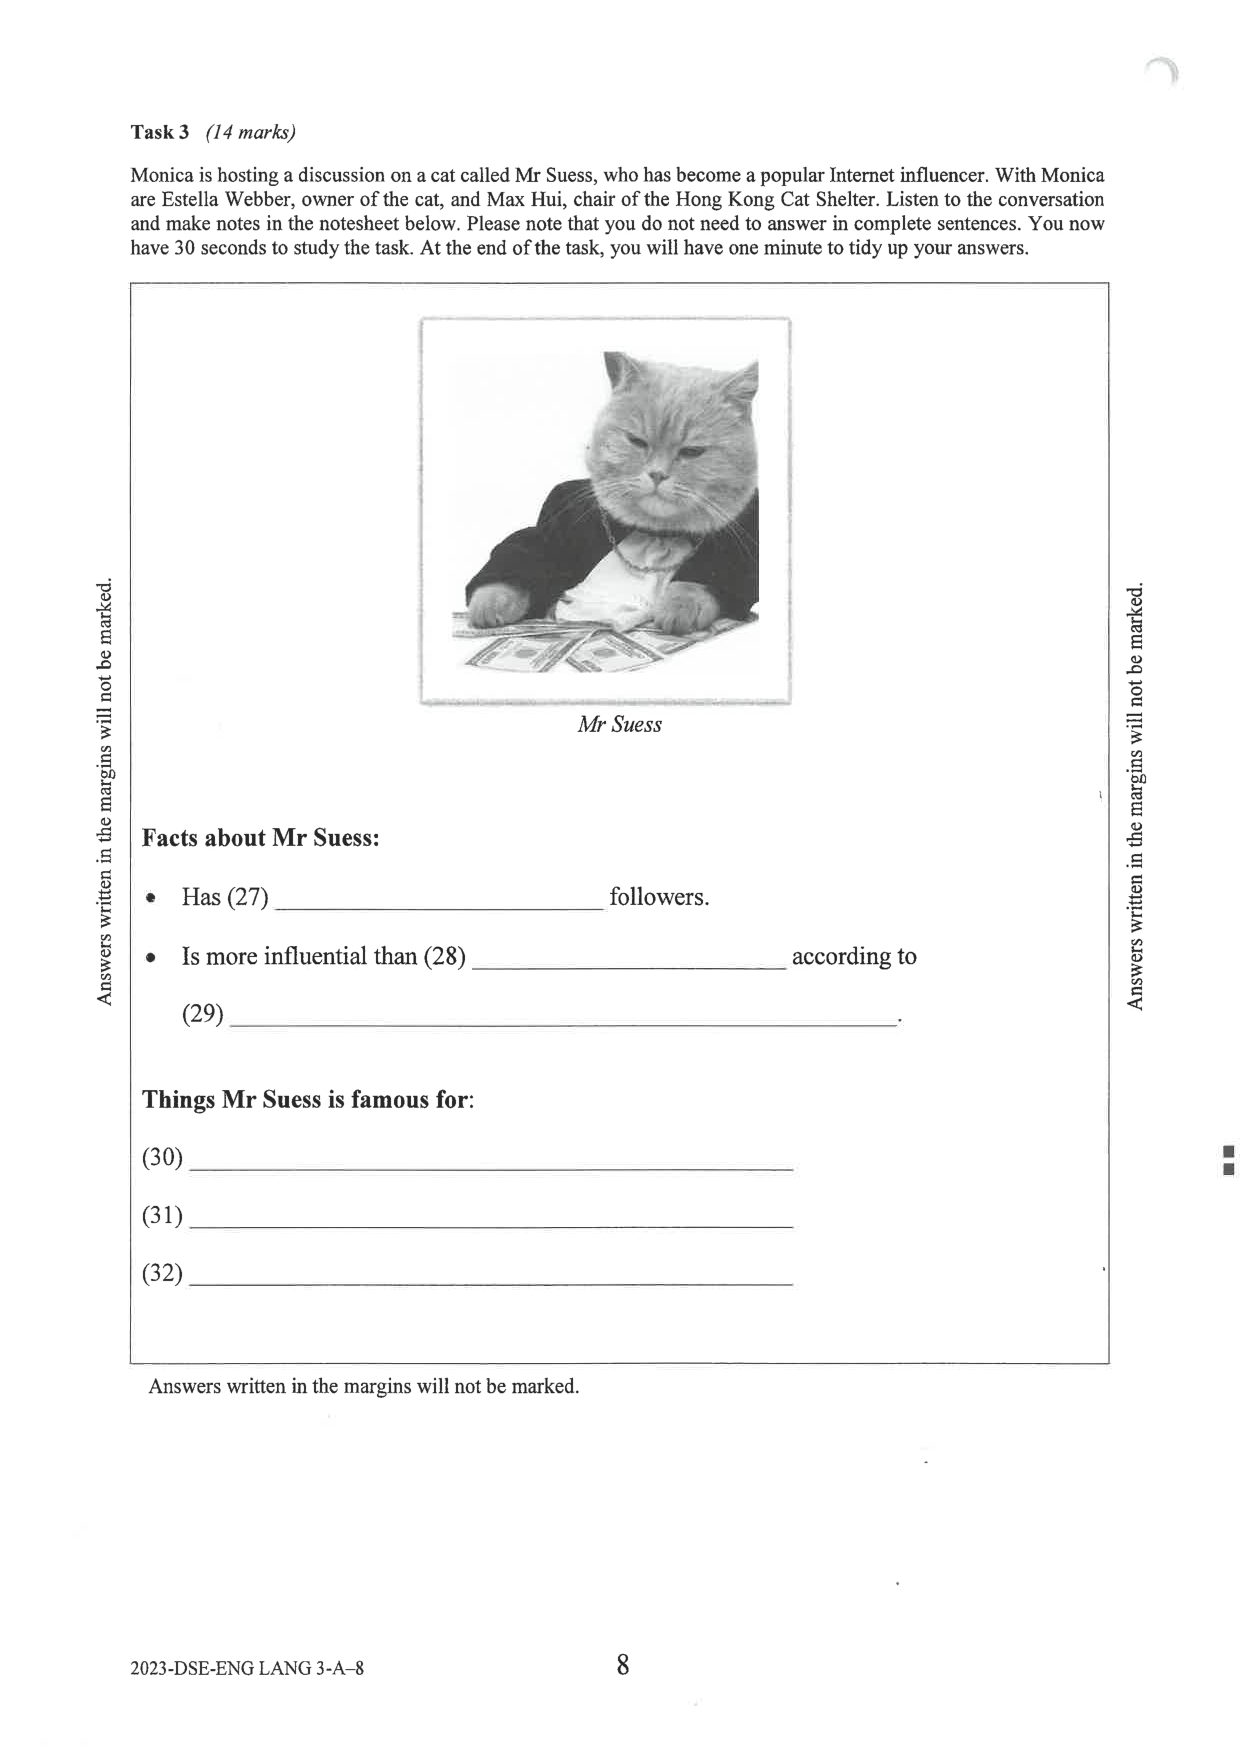 Task 3 (14 marks)
Monica is hosting a discussion on a cat called Mr Suess, who has become a popular Internet influencer. With Monica
are Estella Webber, owner of the cat, and Max Hui, chair of the Hong Kong Cat Shelter. Listen to the conversation
and make notes in the notesheet below. Please note that you do not need to answer in complete sentences. You now
have 30 seconds to study the task. At the end of the task, you will have one minute to tidy up your answers.
Mr Suess
Answers written in the margins will not be marked.
Answers written in the margins will not be marked.
Facts about Mr Suess:
• Has (27) ______________________ followers.
• Is more influential than (28) ______________________ according to
(29) ______________________.
Things Mr Suess is famous for:
(30) ______________________
(31) ______________________
(32) ______________________
Answers written in the margins will not be marked.
2023-DSE-ENG LANG 3-A–8
8